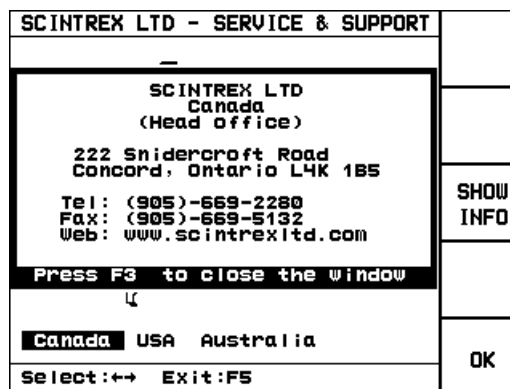 SCINTREX LTD - SERVICE & SUPPORT
SCINTREX LTD
Canada
(Head office)
222 Snidercroft Road
Concord, Ontario L4K 1B5
Tel: (905)-669-2280
Fax: (905)-669-5132
Web: www.scintrexltd.com
Press F3 to close the window
Canada USA Australia
Select:←→ Exit:F5
SHOW
INFO
OK